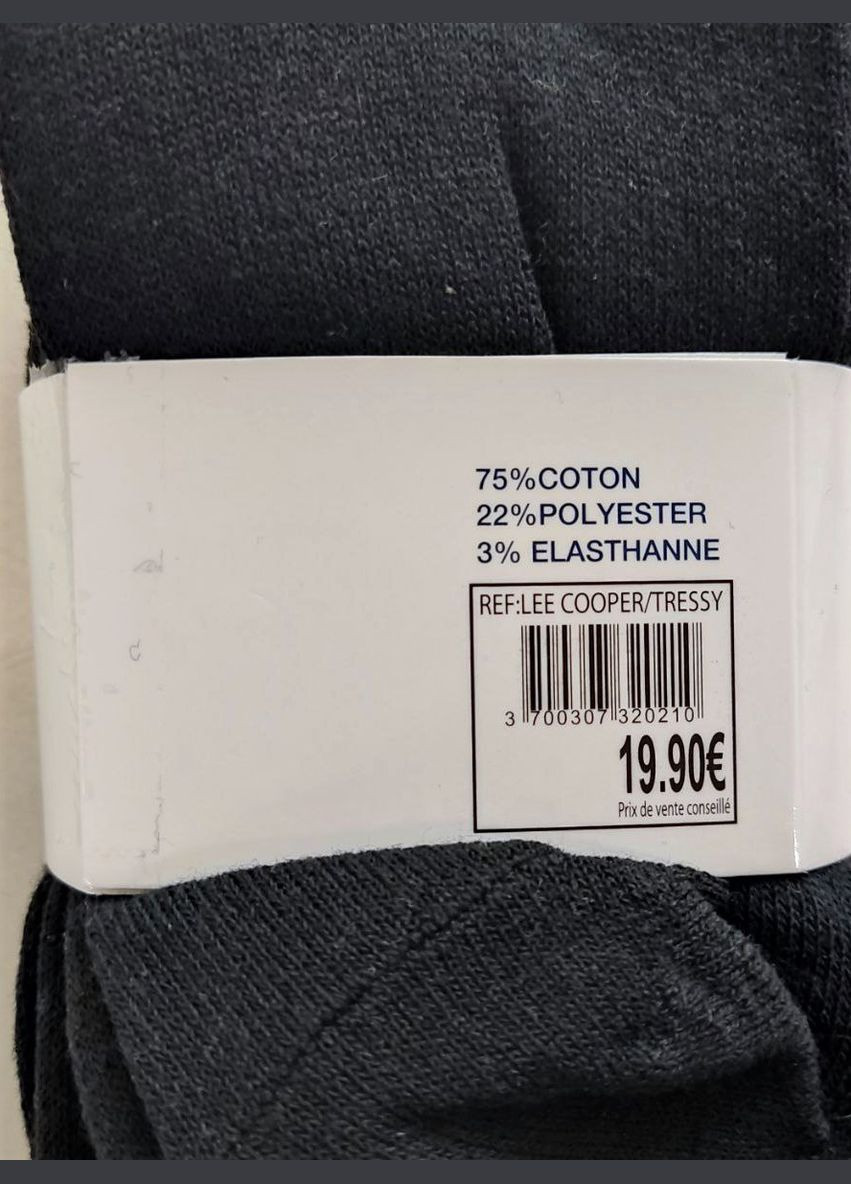 75%COTON
22%POLYESTER
3% ELASTHANNE
REF:LEE COOPER/TRESSY
3 700307 320210
19.90€
Prix de vente conseillé